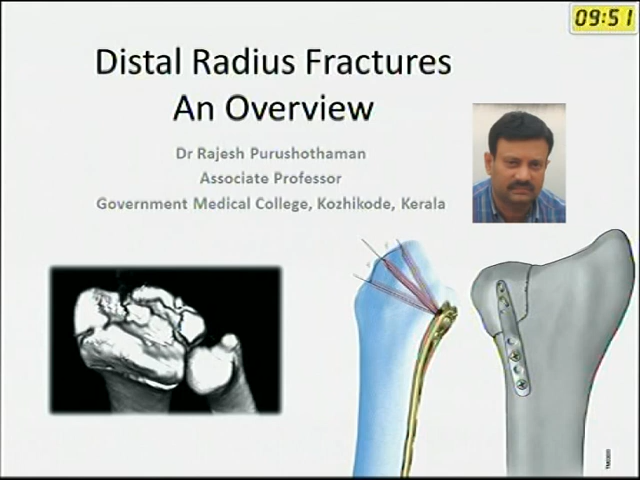 09:51
Distal Radius Fractures
An Overview
Dr Rajesh Purushothaman
Associate Professor
Government Medical College, Kozhikode, Kerala